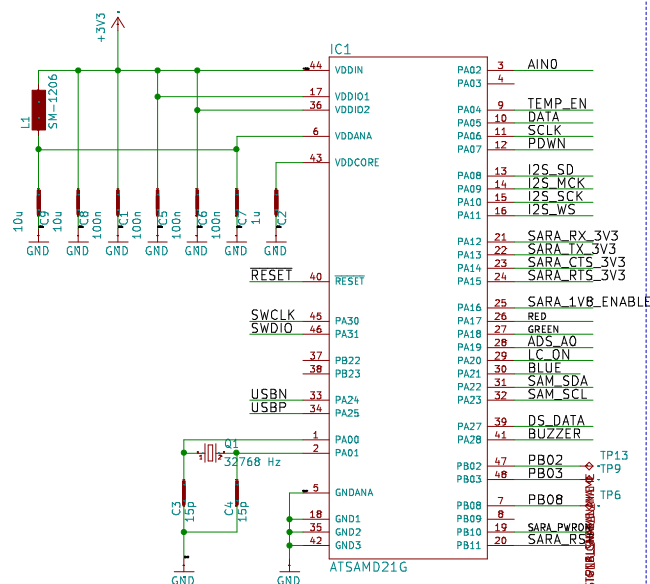 +3V3
IC1
44 VDDIN
17 VDDIO1
36 VDDIO2
6 VDDANA
43 VDDCORE
L1
SM-1206
10u C9
10u C8
100n C1
100n C5
100n C6
100n C7
1u C2
GND GND GND GND GND GND GND
RESET 40 RESET
SWCLK 45 PA30
SWDIO 46 PA31
37 PB22
38 PB23
USBN 33 PA24
USBP 34 PA25
1 PA00
2 PA01
Q1
32768 Hz
C3 15p
C4 15p
5 GNDANA
18 GND1
35 GND2
42 GND3
GND GND
ATSAMD21G
PA02 3 AIN0
PA03 4
PA04 9 TEMP_EN
PA05 10 DATA
PA06 11 SCLK
PA07 12 PDWN
PA08 13 I2S_SD
PA09 14 I2S_MCK
PA10 15 I2S_SCK
PA11 16 I2S_WS
PA12 21 SARA_RX_3V3
PA13 22 SARA_TX_3V3
PA14 23 SARA_CTS_3V3
PA15 24 SARA_RTS_3V3
PA16 25 SARA_1V8_ENABLE
PA17 26 RED
PA18 27 GREEN
PA19 28 ADS_A0
PA20 29 LC_ON
PA21 30 BLUE
PA22 31 SAM_SDA
PA23 32 SAM_SCL
PA27 39 DS_DATA
PA28 41 BUZZER
PB02 47 PB02 TP13
PB03 48 PB03 TP9
PB08 7 PB08 TP6
PB09 8
PB10 19 SARA_PWRON
PB11 20 SARA_RS